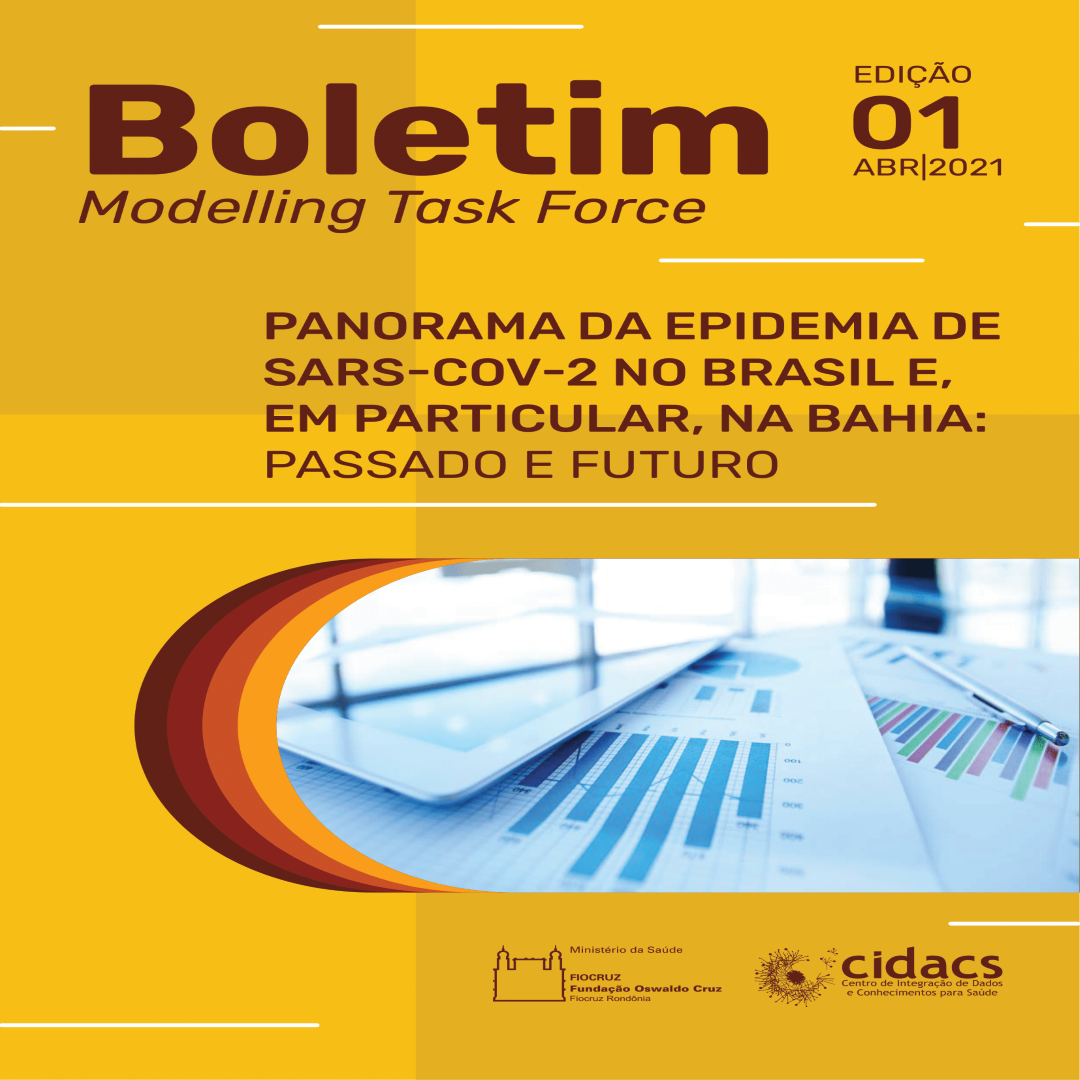 Boletim
Modelling Task Force
EDIÇÃO
01
ABR|2021
PANORAMA DA EPIDEMIA DE
SARS-COV-2 NO BRASIL E,
EM PARTICULAR, NA BAHIA:
PASSADO E FUTURO
Ministério da Saúde
FIOCRUZ
Fundação Oswaldo Cruz
Fiocruz Rondônia
cidacs
Centro de Integração de Dados
e Conhecimentos para Saúde